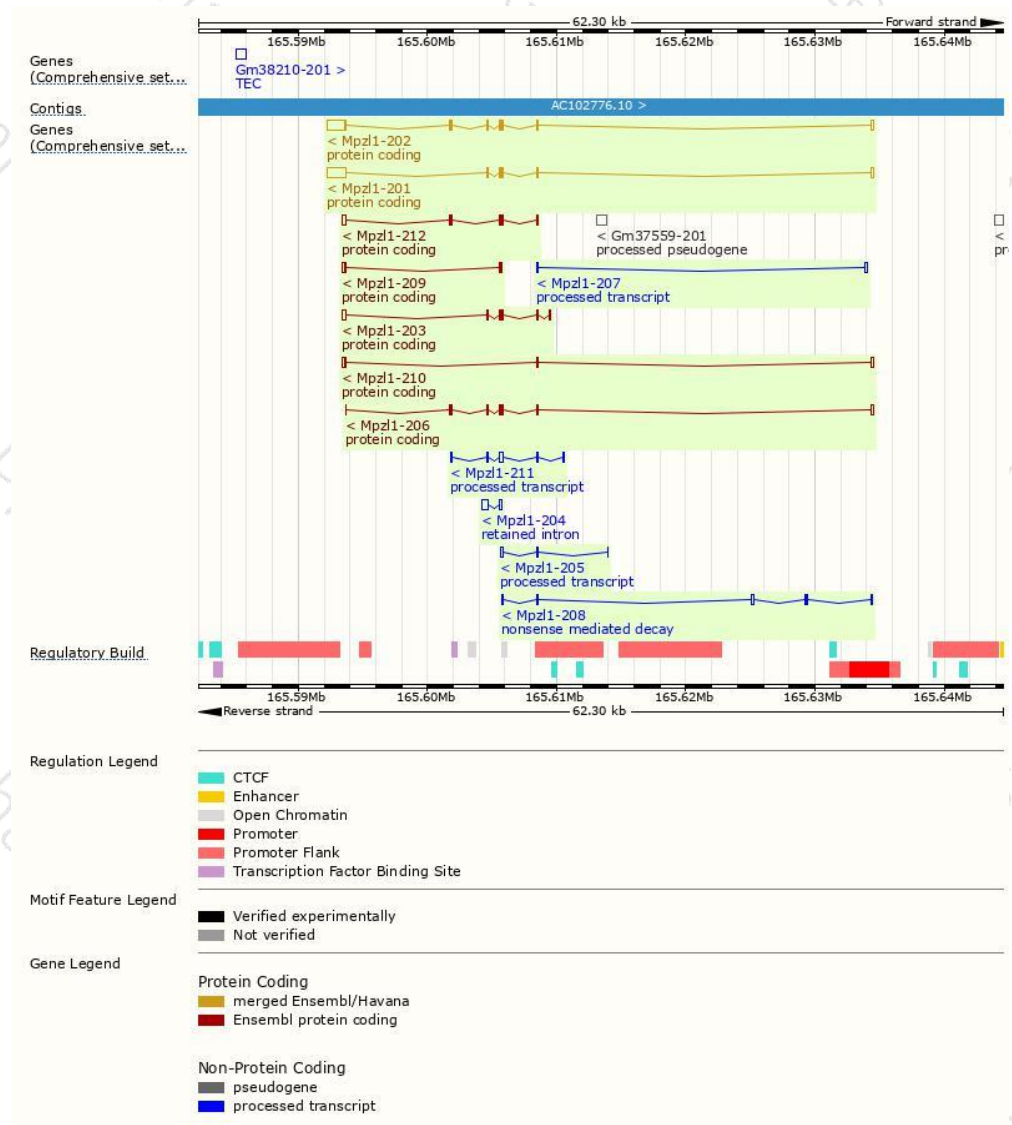 62.30 kb Forward strand
165.59Mb 165.60Mb 165.61Mb 165.62Mb 165.63Mb 165.64Mb
Genes
(Comprehensive set...
Gm38210-201 >
TEC
Contigs
AC102776.10 >
Genes
(Comprehensive set...
< Mpzl1-202
protein coding
< Mpzl1-201
protein coding
< Mpzl1-212 < Gm37559-201 <
protein coding processed pseudogene pr
< Mpzl1-209 < Mpzl1-207
protein coding processed transcript
< Mpzl1-203
protein coding
< Mpzl1-210
protein coding
< Mpzl1-206
protein coding
< Mpzl1-211
processed transcript
< Mpzl1-204
retained intron
< Mpzl1-205
processed transcript
< Mpzl1-208
nonsense mediated decay
Regulatory Build
165.59Mb 165.60Mb 165.61Mb 165.62Mb 165.63Mb 165.64Mb
Reverse strand 62.30 kb
Regulation Legend
CTCF
Enhancer
Open Chromatin
Promoter
Promoter Flank
Transcription Factor Binding Site
Motif Feature Legend
Verified experimentally
Not verified
Gene Legend
Protein Coding
merged Ensembl/Havana
Ensembl protein coding
Non-Protein Coding
pseudogene
processed transcript